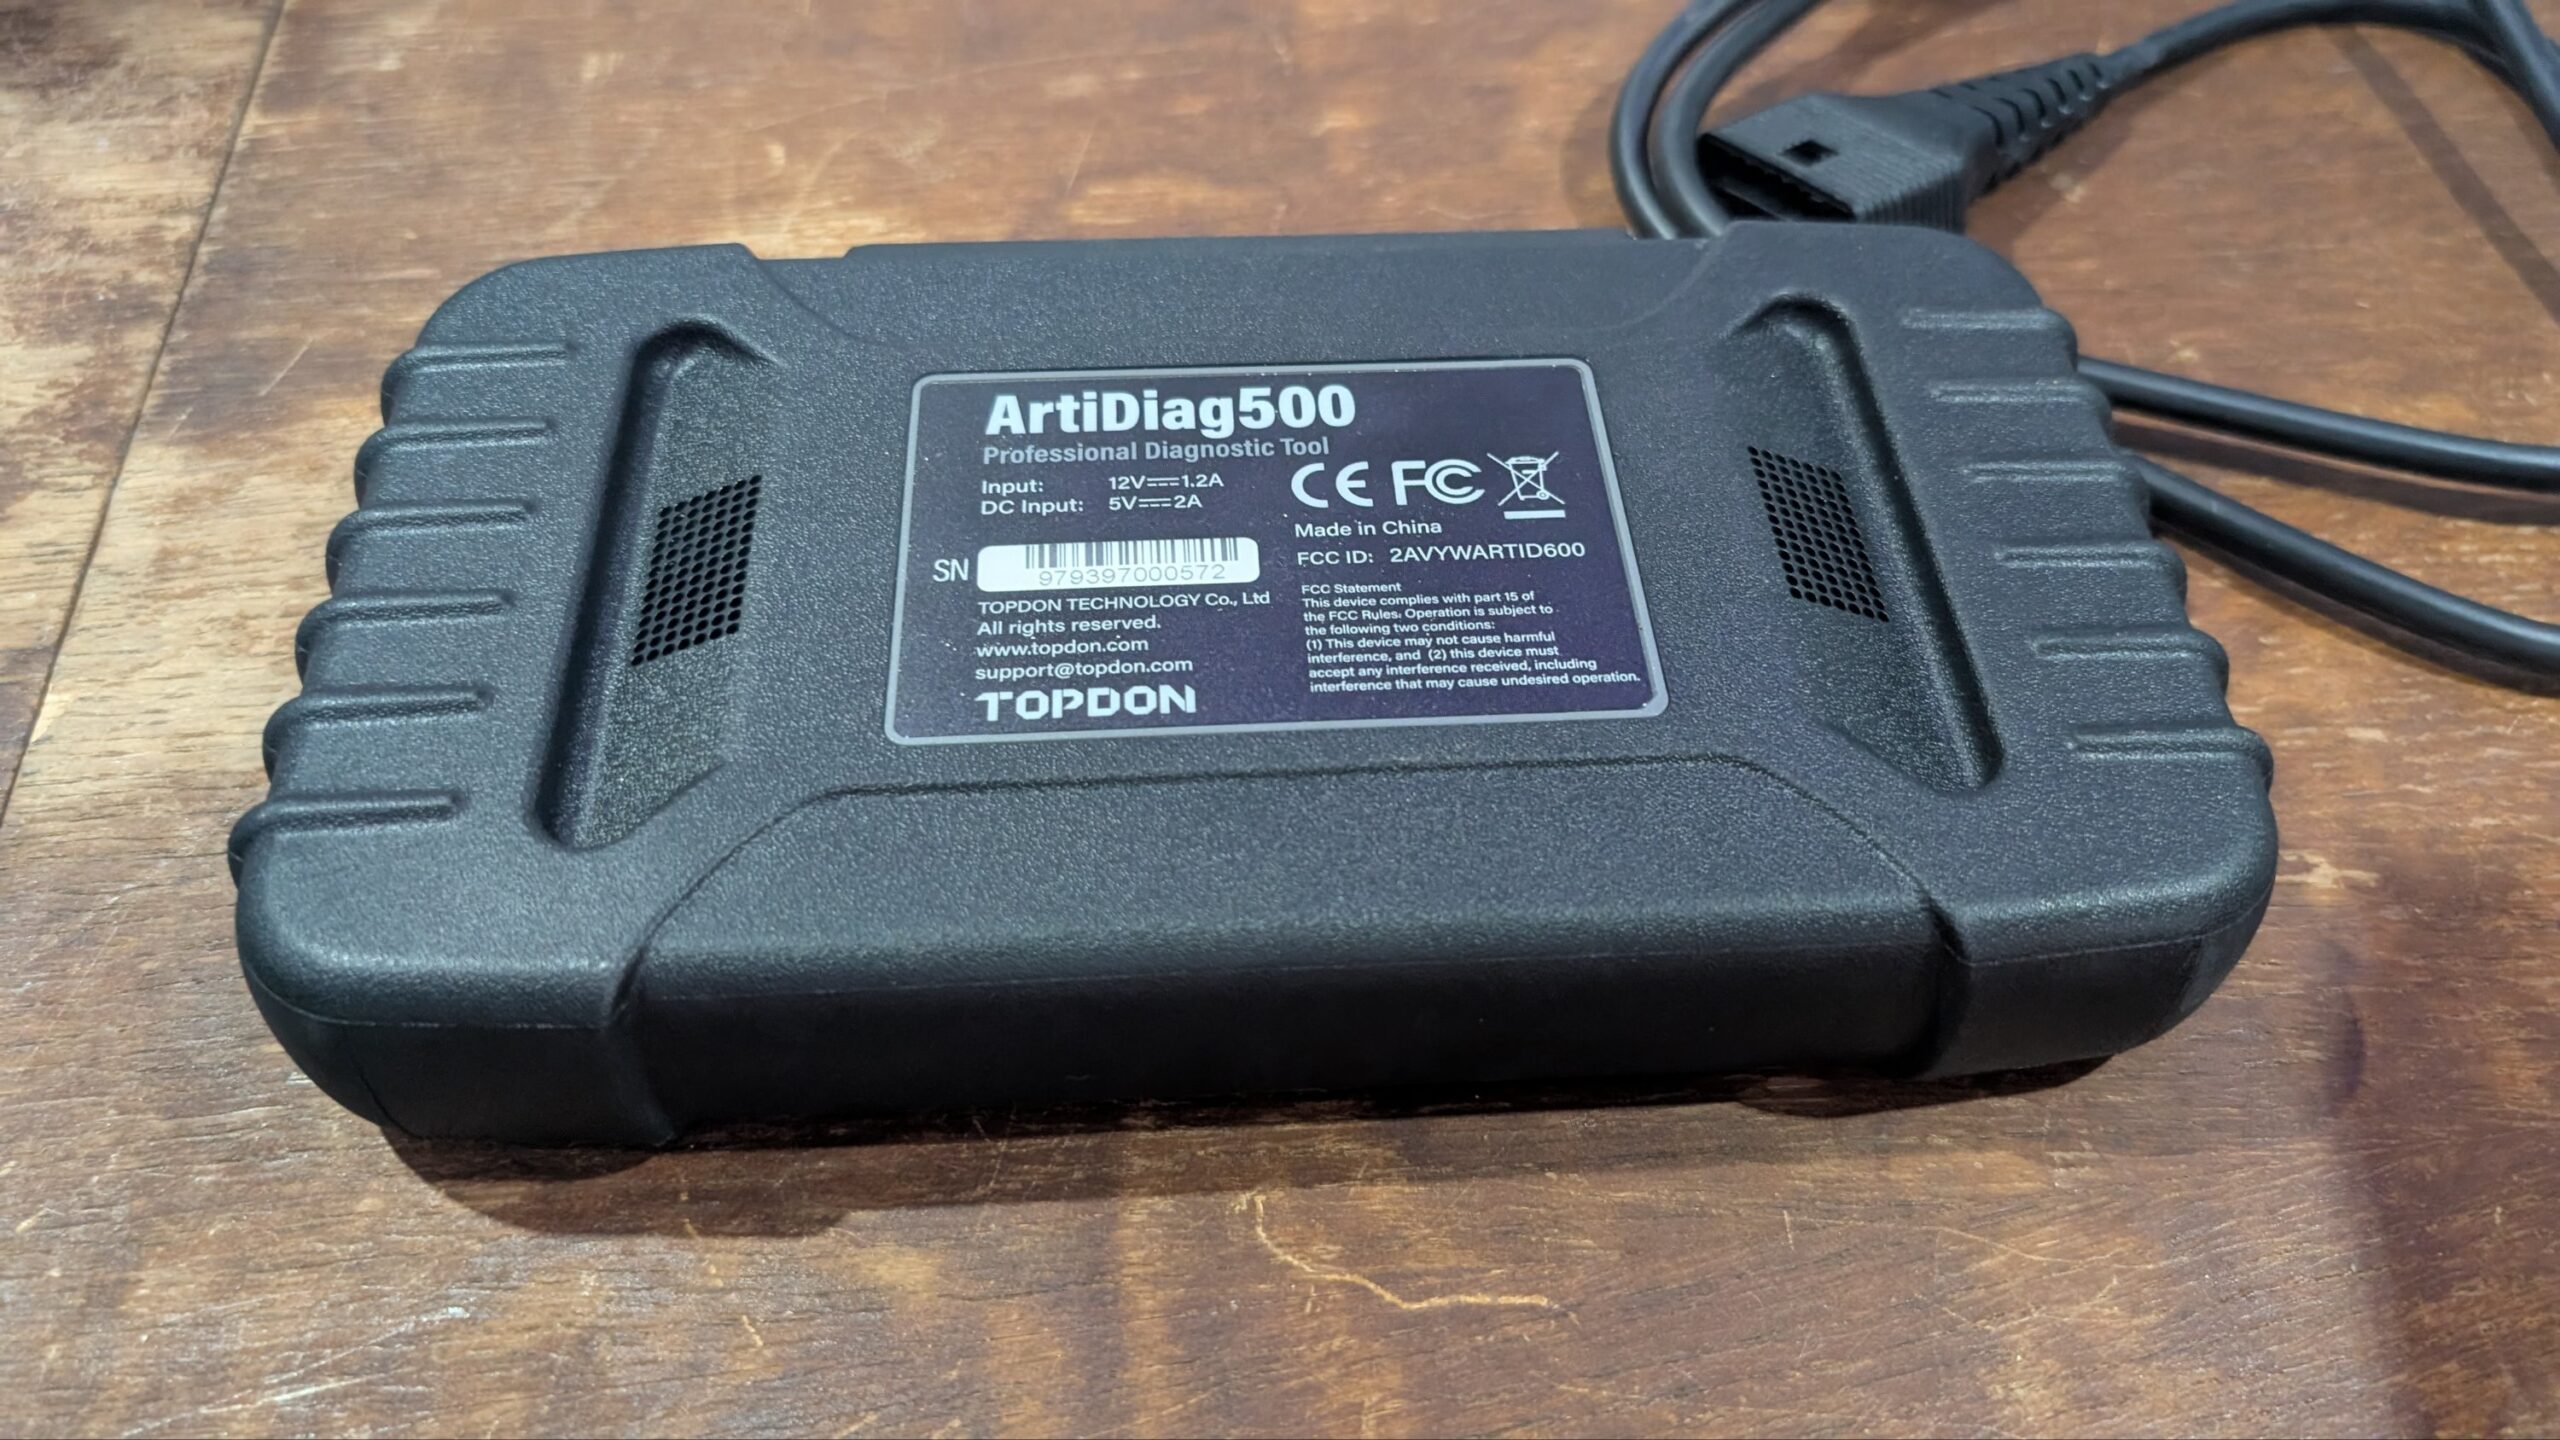 ArtiDiag500
Professional Diagnostic Tool
Input: 12V⎓1.2A
DC Input: 5V⎓2A
SN 979397000572
TOPDON TECHNOLOGY Co., Ltd
All rights reserved.
www.topdon.com
support@topdon.com
TOPDON
CE FC
Made in China
FCC ID: 2AVYWARTID600
FCC Statement
This device complies with part 15 of
the FCC Rules. Operation is subject to
the following two conditions:
(1) This device may not cause harmful
interference, and (2) this device must
accept any interference received, including
interference that may cause undesired operation.